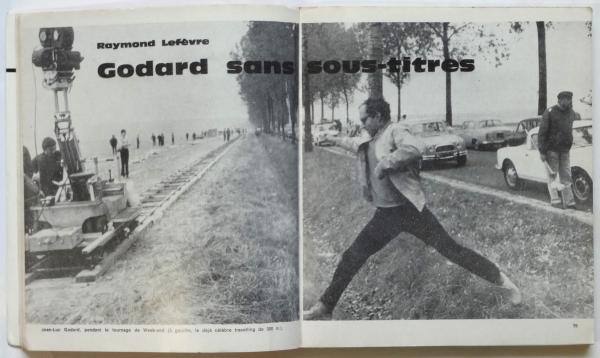 Raymond Lefèvre
Godard sans sous-titres
Jean-Luc Godard, pendant le tournage de Week-end (à gauche, le déjà célèbre travelling de 300 m.).